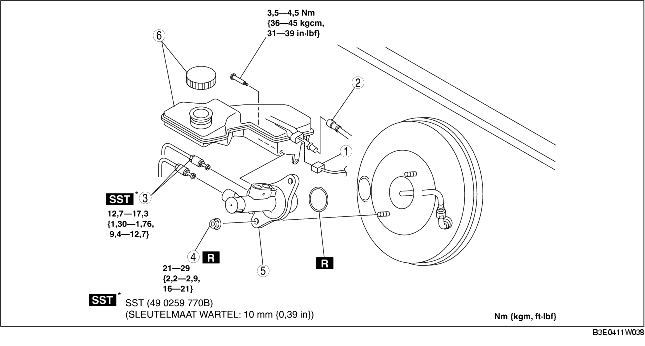 3,5—4,5 Nm
{36—45 kgcm,
31—39 in·lbf}
6
2
1
SST * 3
12,7—17,3
{1,30—1,76,
9,4—12,7}
4 R
5
R
21—29
{2,2—2,9,
16—21}
SST * SST (49 0259 770B)
(SLEUTELMAAT WARTEL: 10 mm {0,39 in})
Nm {kgm, ft·lbf}
B3E0411W038